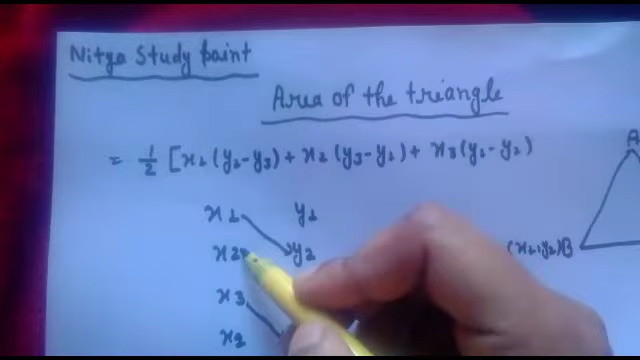 Nitya Study point
Area of the triangle
= 1/2 [x1 (y2-y3) + x2 (y3-y1) + x3 (y1-y2)
A
x1 y1
x2 y2
(x2, y2)B
x3